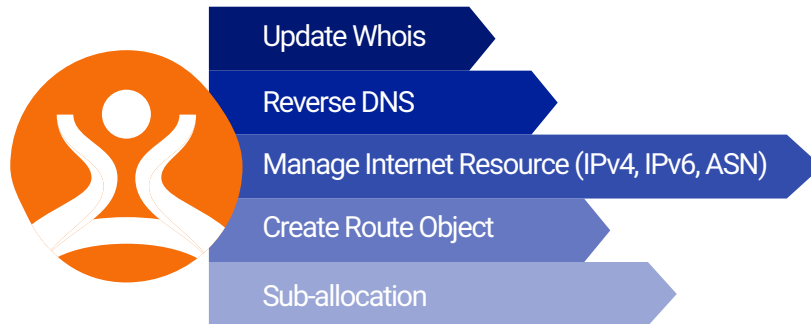 Update Whois
Reverse DNS
Manage Internet Resource (IPv4, IPv6, ASN)
Create Route Object
Sub-allocation